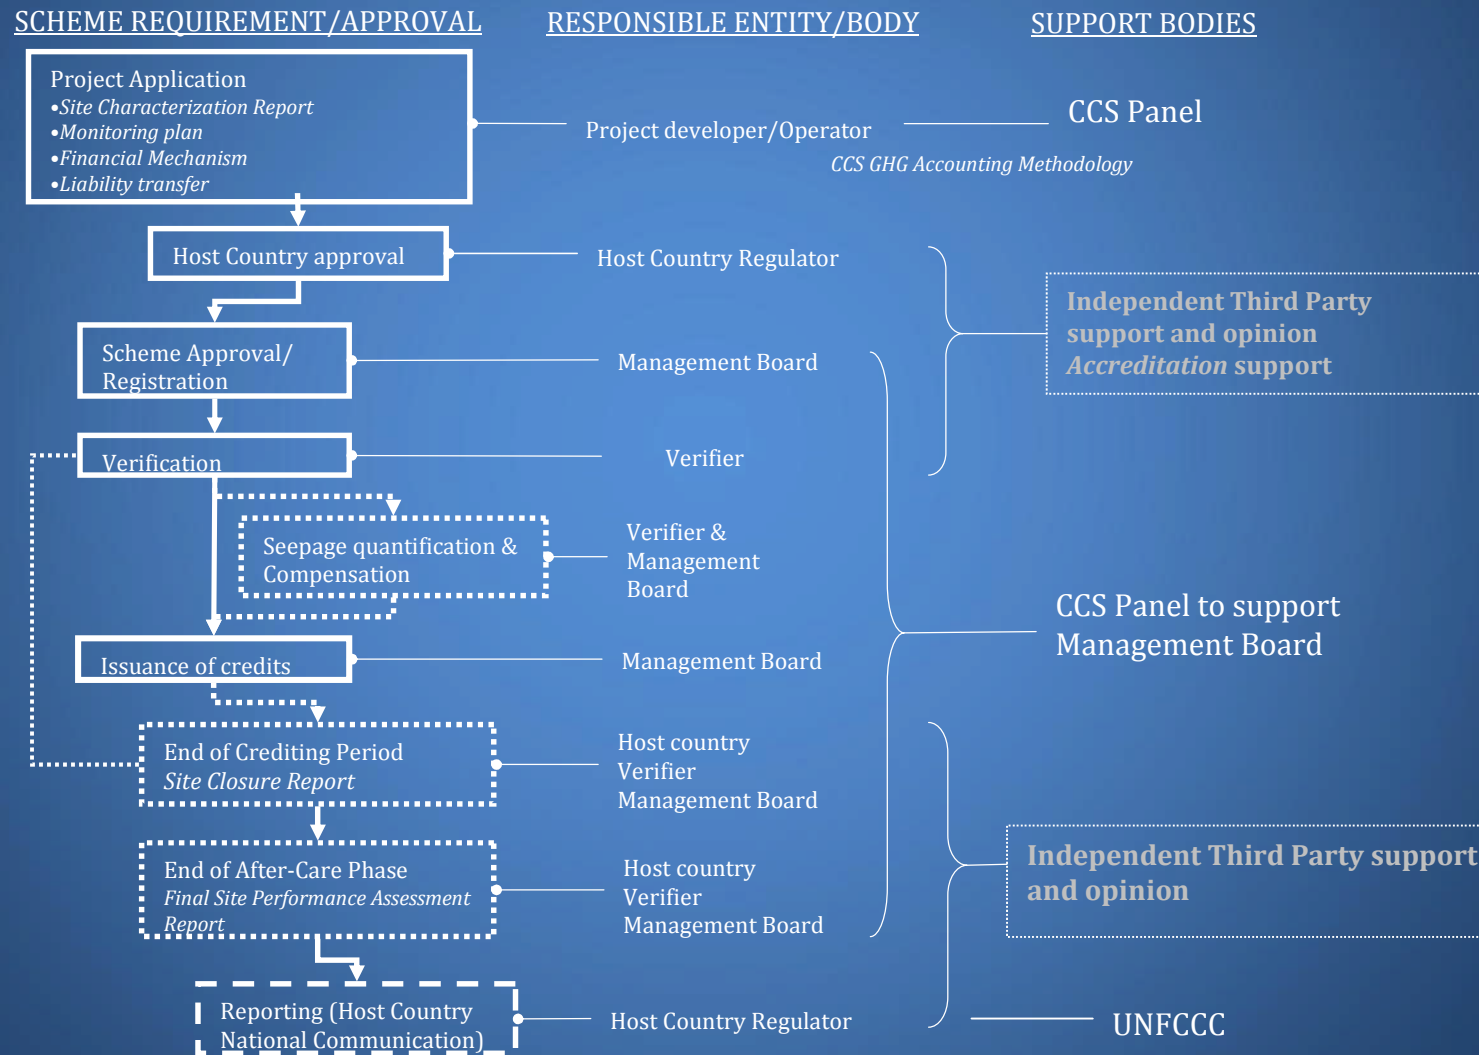 SCHEME REQUIREMENT/APPROVAL
RESPONSIBLE ENTITY/BODY
SUPPORT BODIES
Project Application
•Site Characterization Report
•Monitoring plan
•Financial Mechanism
•Liability transfer
Project developer/Operator
CCS Panel
CCS GHG Accounting Methodology
Host Country approval
Host Country Regulator
Independent Third Party
support and opinion
Accreditation support
Scheme Approval/
Registration
Management Board
Verification
Verifier
Seepage quantification &
Compensation
Verifier &
Management
Board
CCS Panel to support
Management Board
Issuance of credits
Management Board
End of Crediting Period
Site Closure Report
Host country
Verifier
Management Board
End of After-Care Phase
Final Site Performance Assessment
Report
Host country
Verifier
Management Board
Independent Third Party support
and opinion
Reporting (Host Country
National Communication)
Host Country Regulator
UNFCCC